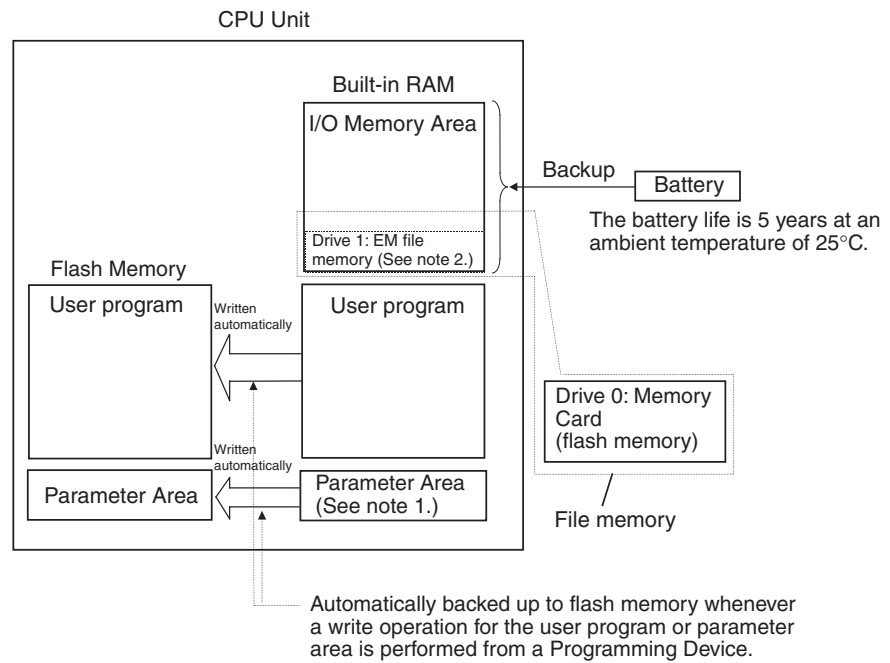 CPU Unit
Built-in RAM
I/O Memory Area
Backup
Battery
The battery life is 5 years at an
ambient temperature of 25°C.
Drive 1: EM file
memory (See note 2.)
Flash Memory
User program
Written
automatically
User program
Drive 0: Memory
Card
(flash memory)
Written
automatically
Parameter Area
Parameter Area
(See note 1.)
File memory
Automatically backed up to flash memory whenever
a write operation for the user program or parameter
area is performed from a Programming Device.